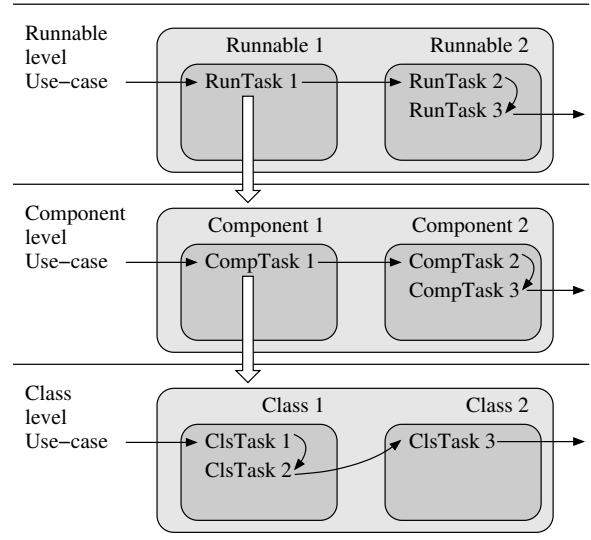 Runnable
level
Use−case
Runnable 1
Runnable 2
RunTask 1
RunTask 2
RunTask 3
Component
level
Use−case
Component 1
Component 2
CompTask 1
CompTask 2
CompTask 3
Class
level
Use−case
Class 1
Class 2
ClsTask 1
ClsTask 2
ClsTask 3